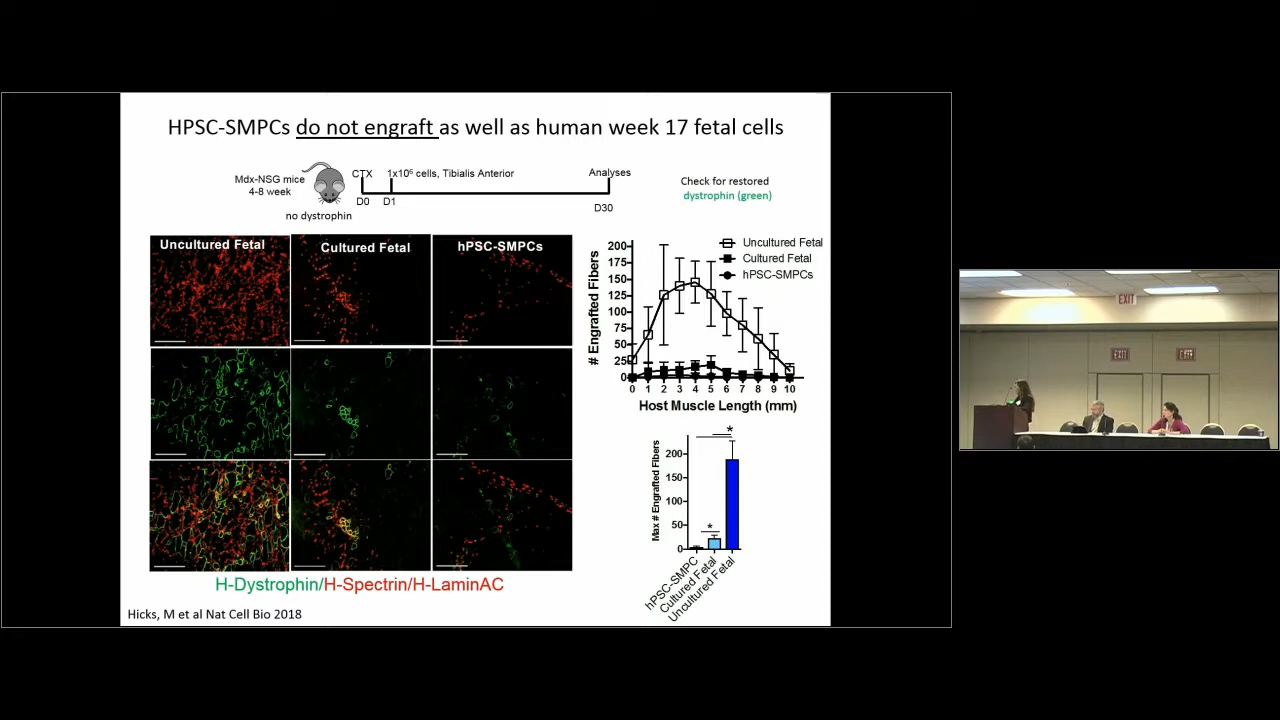 HPSC-SMPCs do not engraft as well as human week 17 fetal cells
Mdx-NSG mice
4-8 week
no dystrophin
CTX
1x10⁶ cells, Tibialis Anterior
Analyses
D0
D1
D30
Check for restored
dystrophin (green)
Uncultured Fetal
Cultured Fetal
hPSC-SMPCs
# Engrafted Fibers
200
175
150
125
100
75
50
25
0
0 1 2 3 4 5 6 7 8 9 10
Host Muscle Length (mm)
Uncultured Fetal
Cultured Fetal
hPSC-SMPCs
Max # Engrafted Fibers
200
150
100
50
0
*
*
hPSC-SMPC
Cultured Fetal
Uncultured Fetal
H-Dystrophin/H-Spectrin/H-LaminAC
Hicks, M et al Nat Cell Bio 2018
EXIT
EXIT
EXIT